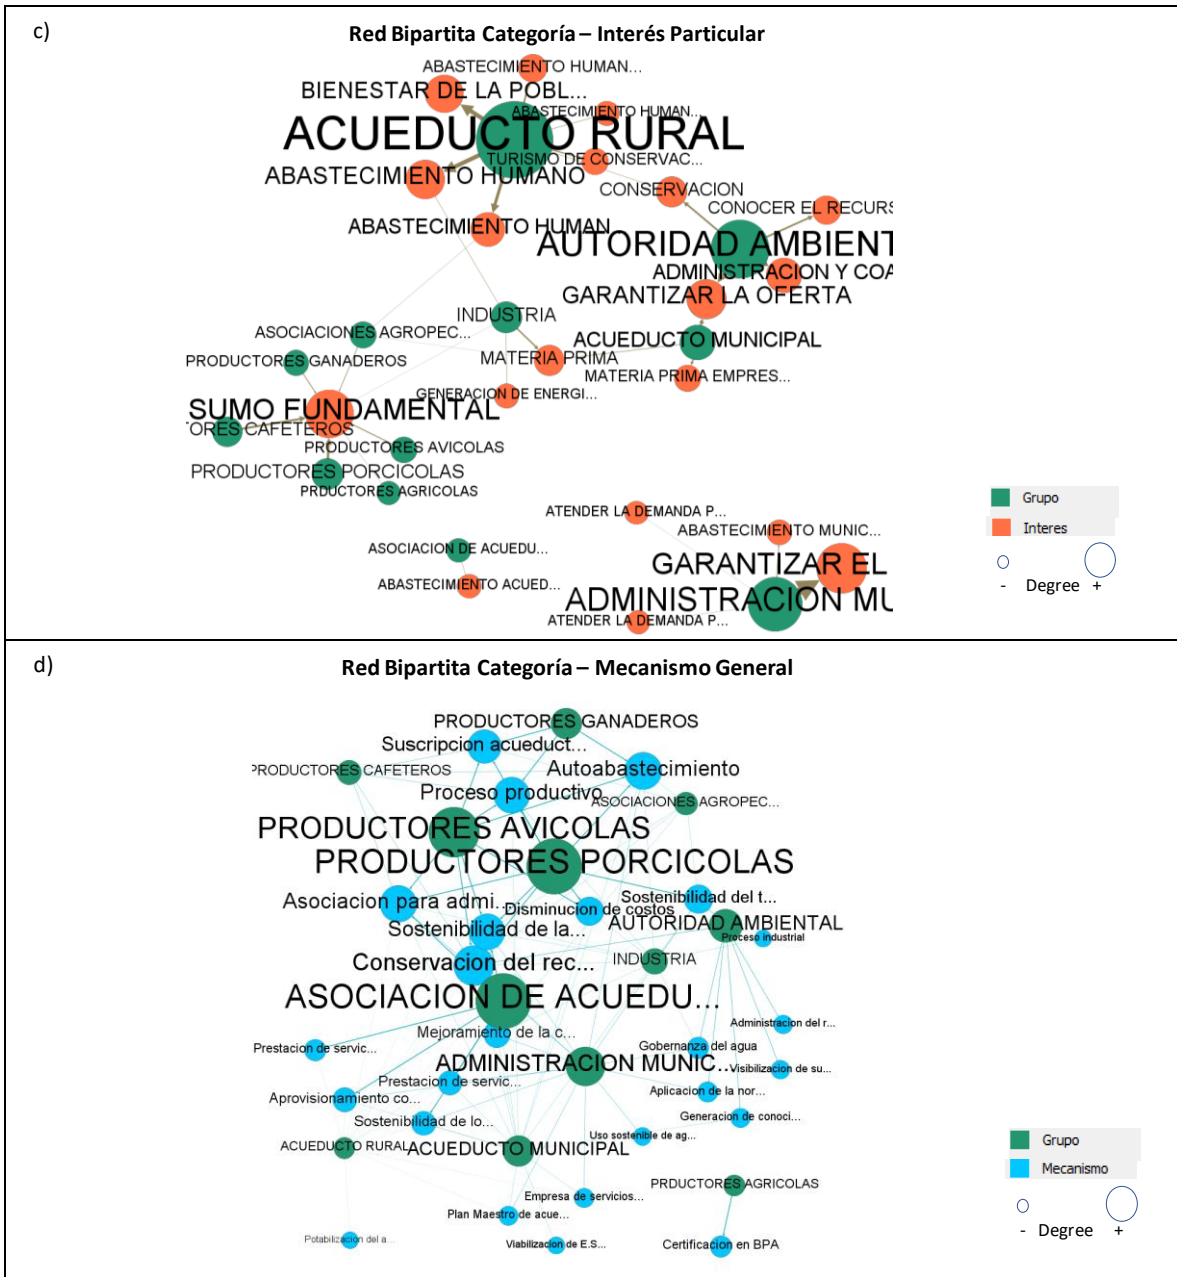 c)
Red Bipartita Categoría – Interés Particular
ABASTECIMIENTO HUMAN...
BIENESTAR DE LA POBL...
ABASTECIMIENTO HUMAN...
ACUEDUCTO RURAL
TURISMO DE CONSERVAC...
ABASTECIMIENTO HUMANO
CONSERVACION
CONOCER EL RECURS
ABASTECIMIENTO HUMAN...
AUTORIDAD AMBIENT
ADMINISTRACION Y COA
GARANTIZAR LA OFERTA
INDUSTRIA
ASOCIACIONES AGROPEC...
ACUEDUCTO MUNICIPAL
PRODUCTORES GANADEROS
MATERIA PRIMA
MATERIA PRIMA EMPRES...
GENERACION DE ENERGI...
SUMO FUNDAMENTAL
ORES CAFETEROS
PRODUCTORES AVICOLAS
PRODUCTORES PORCICOLAS
PRDUCTORES AGRICOLAS
Grupo
Interes
- Degree +
ATENDER LA DEMANDA P...
ABASTECIMIENTO MUNIC...
ASOCIACION DE ACUEDU...
GARANTIZAR EL
ABASTECIMIENTO ACUED...
ADMINISTRACION MU
ATENDER LA DEMANDA P...
d)
Red Bipartita Categoría – Mecanismo General
PRODUCTORES GANADEROS
Suscripcion acueduct...
PRODUCTORES CAFETEROS
Autoabastecimiento
Proceso productivo
ASOCIACIONES AGROPEC...
PRODUCTORES AVICOLAS
PRODUCTORES PORCICOLAS
Asociacion para admi...
Sostenibilidad del t...
Disminucion de costos
Sostenibilidad de la...
AUTORIDAD AMBIENTAL
Proceso industrial
Conservacion del rec...
INDUSTRIA
ASOCIACION DE ACUEDU...
Administracion del r...
Mejoramiento de la c...
Prestacion de servic...
Gobernanza del agua
ADMINISTRACION MUNIC...
Visibilizacion de su...
Prestacion de servic...
Aplicacion de la nor...
Aprovisionamiento co...
Generacion de conoci...
Sostenibilidad de lo...
Uso sostenible de ag...
ACUEDUCTO RURAL
ACUEDUCTO MUNICIPAL
PRDUCTORES AGRICOLAS
Empresa de servicios...
Plan Maestro de acue...
Potabilización del a...
Viabilizacion de E.S...
Certificacion en BPA
Grupo
Mecanismo
- Degree +